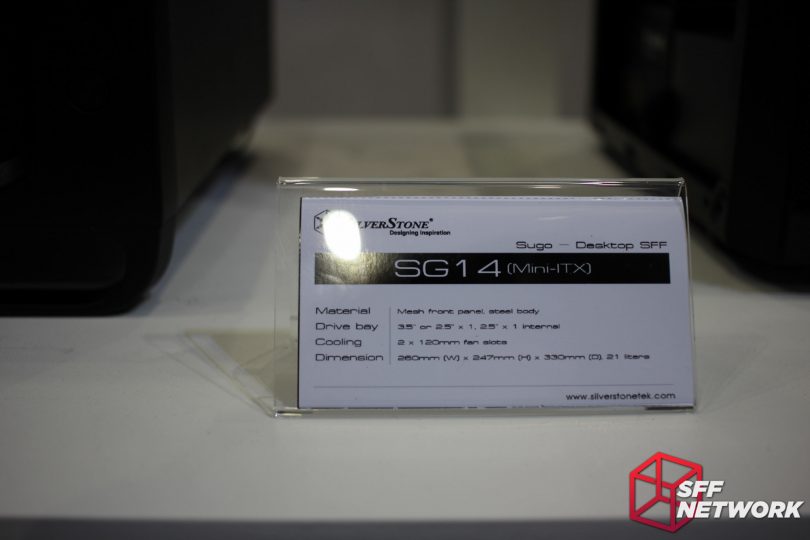 SILVERSTONE®
Designing Inspiration
Sugo — Desktop SFF
SG14 (Mini-ITX)
Material Mesh front panel, steel body
Drive bay 3.5" or 2.5" x 1, 2.5" x 1 internal
Cooling 2 x 120mm fan slots
Dimension 260mm (W) x 247mm (H) x 330mm (D), 21 liters
www.silverstonetek.com
SFF
NETWORK